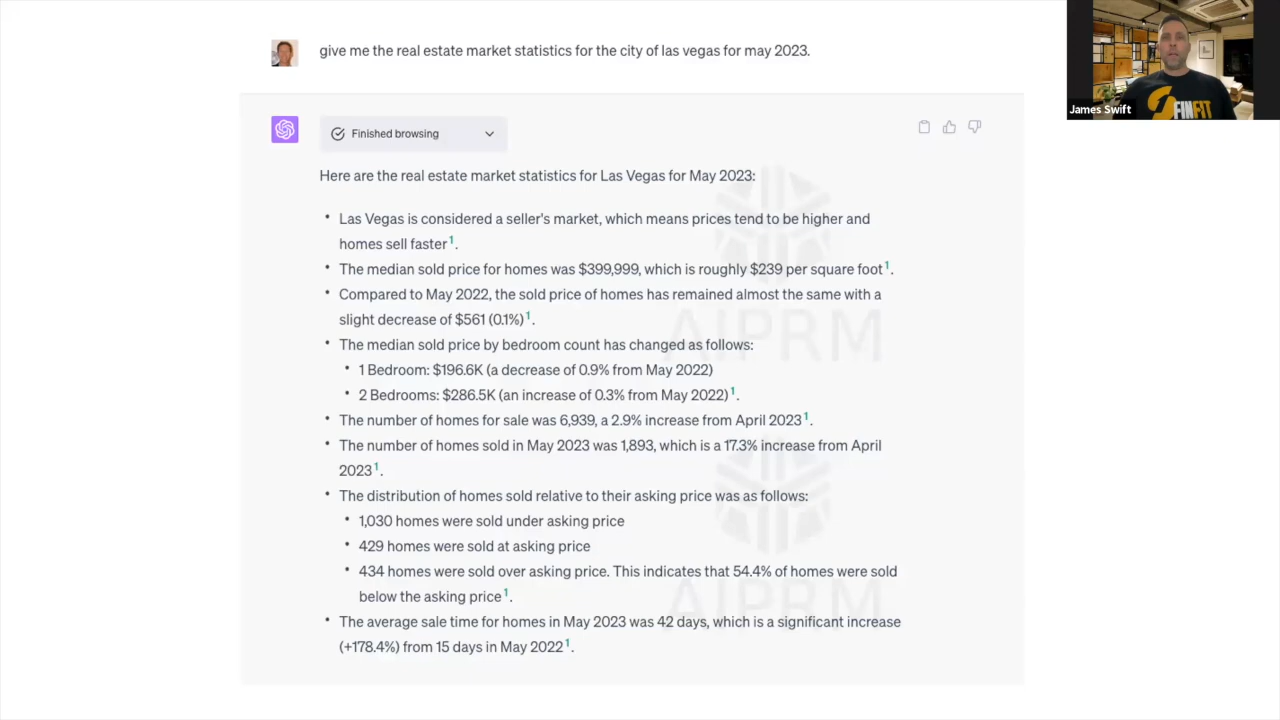 give me the real estate market statistics for the city of las vegas for may 2023.
James Swift
FINFIT
Finished browsing
Here are the real estate market statistics for Las Vegas for May 2023:
• Las Vegas is considered a seller's market, which means prices tend to be higher and
homes sell faster1.
• The median sold price for homes was $399,999, which is roughly $239 per square foot1.
• Compared to May 2022, the sold price of homes has remained almost the same with a
slight decrease of $561 (0.1%)1.
• The median sold price by bedroom count has changed as follows:
• 1 Bedroom: $196.6K (a decrease of 0.9% from May 2022)
• 2 Bedrooms: $286.5K (an increase of 0.3% from May 2022)1.
• The number of homes for sale was 6,939, a 2.9% increase from April 20231.
• The number of homes sold in May 2023 was 1,893, which is a 17.3% increase from April
20231.
• The distribution of homes sold relative to their asking price was as follows:
• 1,030 homes were sold under asking price
• 429 homes were sold at asking price
• 434 homes were sold over asking price. This indicates that 54.4% of homes were sold
below the asking price1.
• The average sale time for homes in May 2023 was 42 days, which is a significant increase
(+178.4%) from 15 days in May 20221.
AIPRM
AIPRM